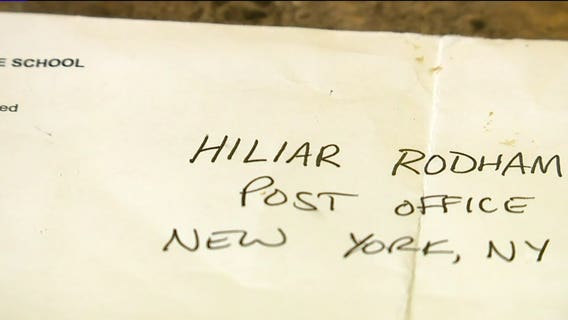 E SCHOOL
ed
HILIAR RODHAM
POST OFFICE
NEW YORK, NY